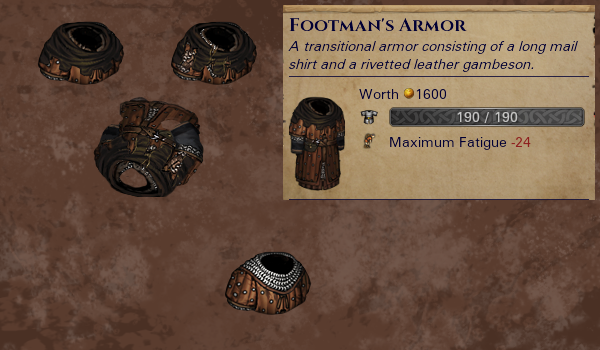 Footman's Armor
A transitional armor consisting of a long mail
shirt and a rivetted leather gambeson.
Worth 1600
190 / 190
Maximum Fatigue -24